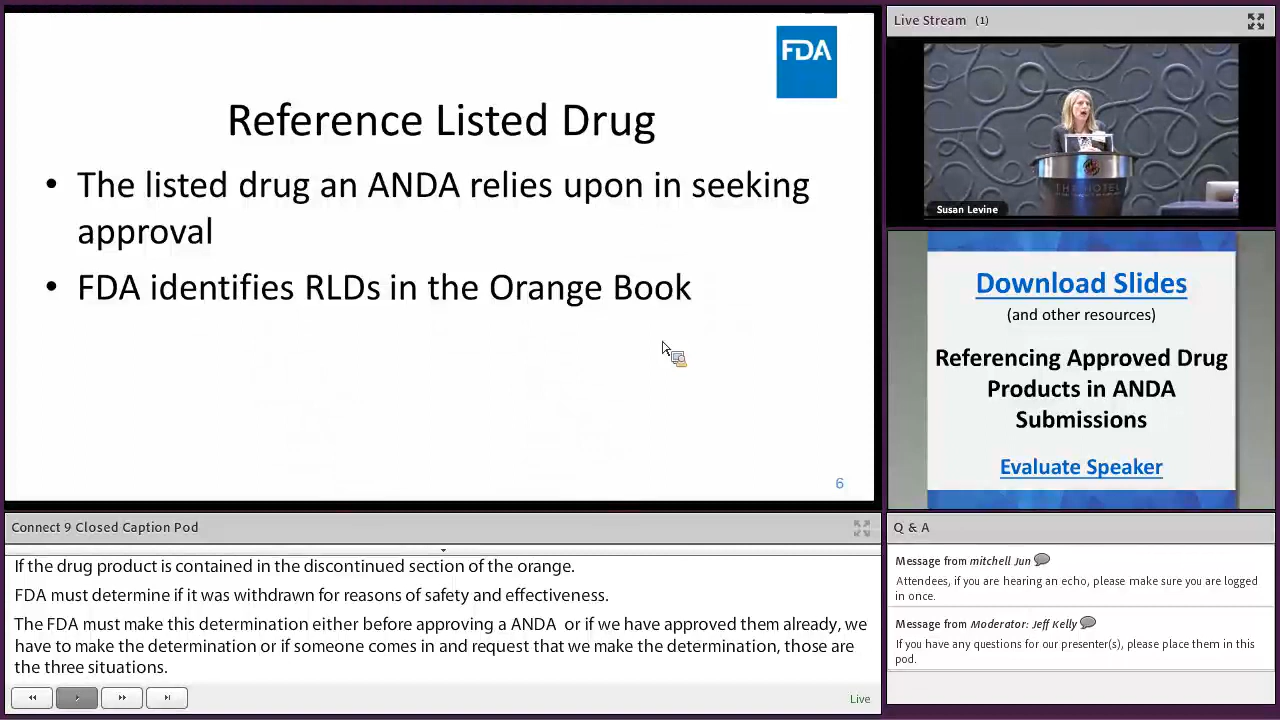 FDA
Reference Listed Drug
• The listed drug an ANDA relies upon in seeking
approval
• FDA identifies RLDs in the Orange Book
6
Live Stream (1)
THE HOTEL
Susan Levine
Download Slides
(and other resources)
Referencing Approved Drug
Products in ANDA
Submissions
Evaluate Speaker
Connect 9 Closed Caption Pod
If the drug product is contained in the discontinued section of the orange.
FDA must determine if it was withdrawn for reasons of safety and effectiveness.
The FDA must make this determination either before approving a ANDA or if we have approved them already, we
have to make the determination or if someone comes in and request that we make the determination, those are
the three situations.
Live
Q & A
Message from mitchell Jun
Attendees, if you are hearing an echo, please make sure you are logged
in once.
Message from Moderator: Jeff Kelly
If you have any questions for our presenter(s), please place them in this
pod.